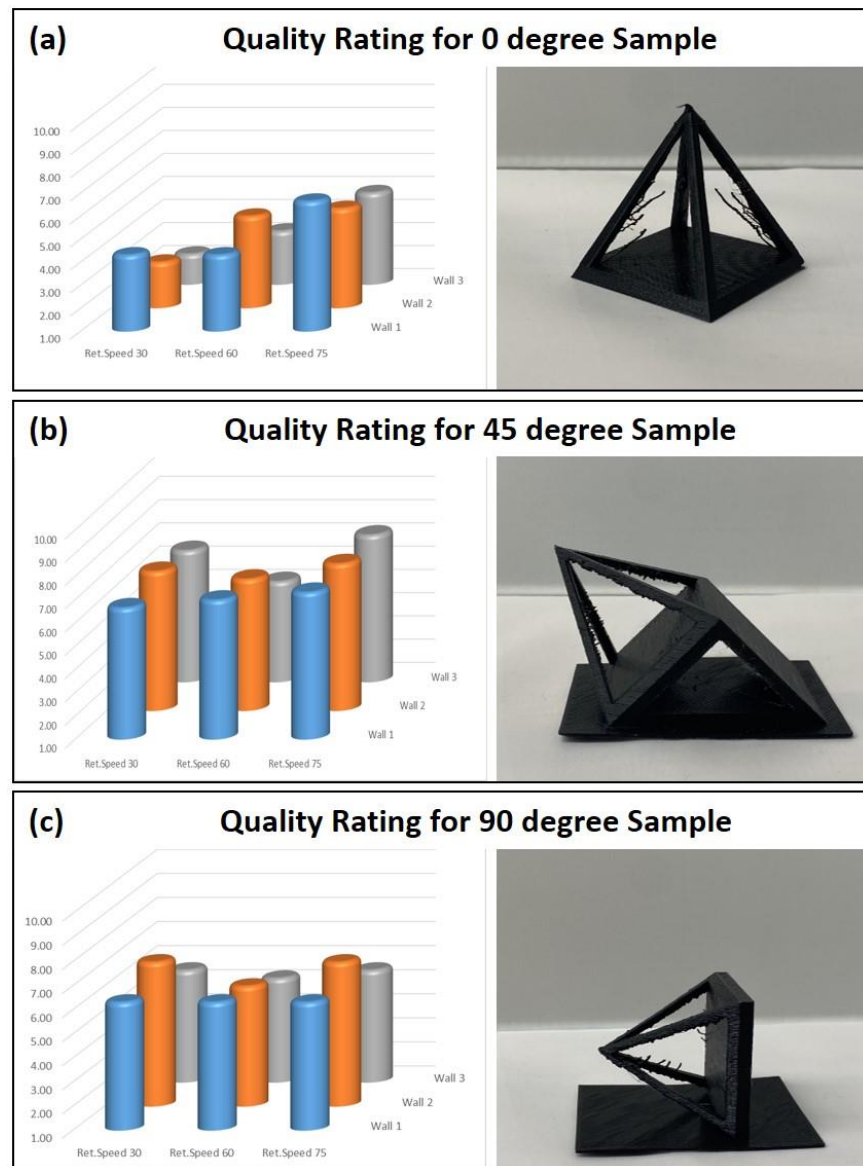 (a) Quality Rating for 0 degree Sample
10.00
9.00
8.00
7.00
6.00
5.00
4.00
3.00
2.00
1.00
Wall 3
Wall 2
Wall 1
Ret.Speed 30 Ret.Speed 60 Ret.Speed 75
(b) Quality Rating for 45 degree Sample
10.00
9.00
8.00
7.00
6.00
5.00
4.00
3.00
2.00
1.00
Wall 3
Wall 2
Wall 1
Ret.Speed 30 Ret.Speed 60 Ret.Speed 75
(c) Quality Rating for 90 degree Sample
10.00
9.00
8.00
7.00
6.00
5.00
4.00
3.00
2.00
1.00
Wall 3
Wall 2
Wall 1
Ret.Speed 30 Ret.Speed 60 Ret.Speed 75